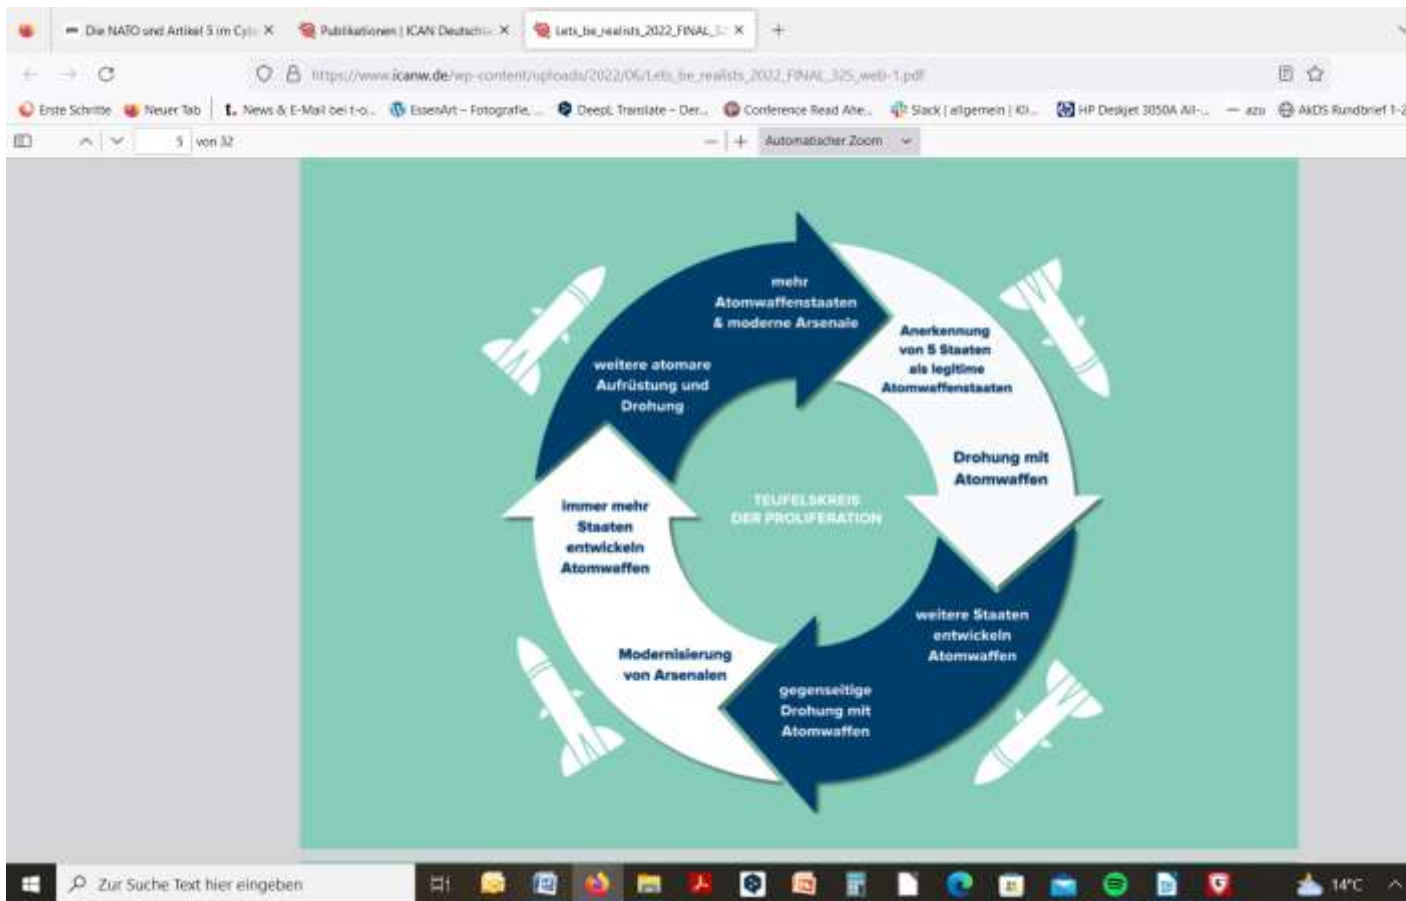 Die NATO und Artikel 5 im Cyb
Publikationen | ICAN Deutschl
Lets_be_realists_2022_FINAL_
https://www.icanw.de/wp-content/uploads/2022/06/Lets_be_realists_2022_FINAL_325_web-1.pdf
Erste Schritte
Neuer Tab
News & E-Mail bei t-o...
EssenArt – Fotografie, ...
DeepL Translate – Der...
Conference Read Ahe...
Slack | allgemein | Kli...
HP Deskjet 3050A All-...
azu
AkDS Rundbrief 1-2
5 von 32
Automatischer Zoom
mehr
Atomwaffenstaaten
& moderne Arsenale
Anerkennung
von 5 Staaten
als legitime
Atomwaffenstaaten
Drohung mit
Atomwaffen
weitere Staaten
entwickeln
Atomwaffen
gegenseitige
Drohung mit
Atomwaffen
Modernisierung
von Arsenalen
immer mehr
Staaten
entwickeln
Atomwaffen
weitere atomare
Aufrüstung und
Drohung
TEUFELSKREIS
DER PROLIFERATION
Zur Suche Text hier eingeben
14°C